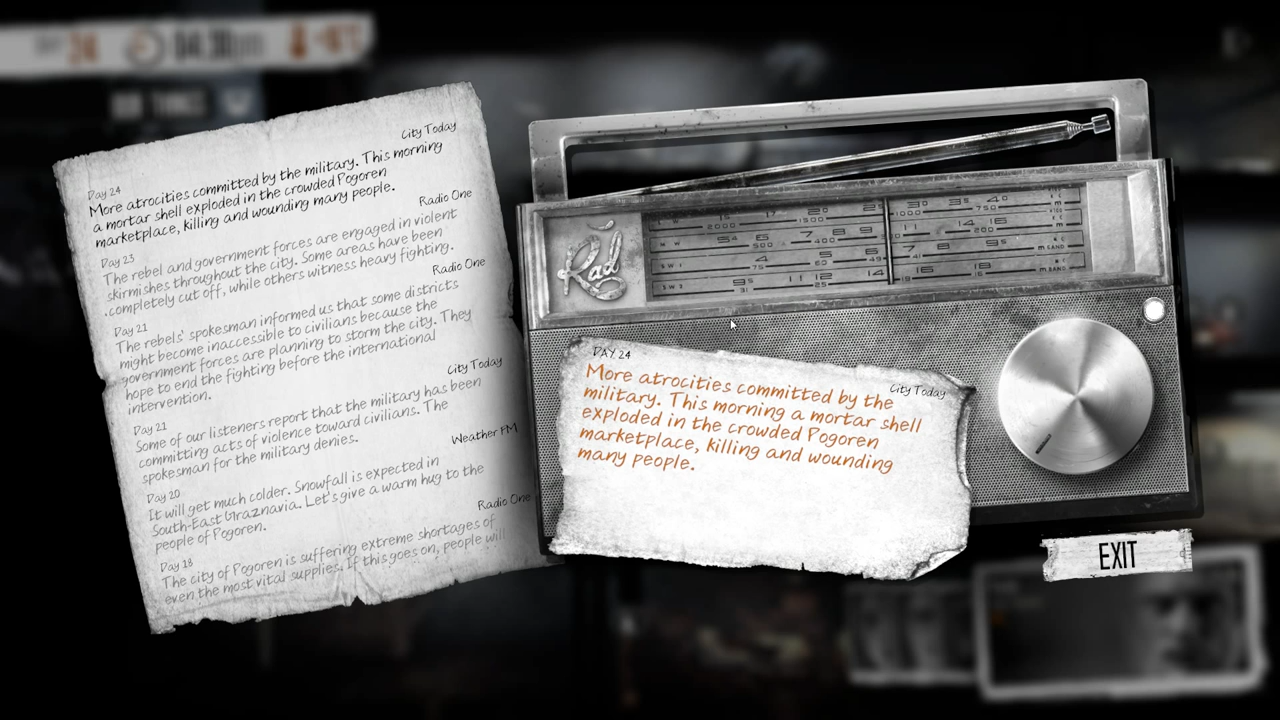 24
City Today
Day 24
More atrocities committed by the military. This morning
a mortar shell exploded in the crowded Pogoren
marketplace, killing and wounding many people.
Radio One
Day 23
The rebel and government forces are engaged in violent
skirmishes throughout the city. Some areas have been
.completely cut off, while others witness heavy fighting.
Radio One
Day 21
The rebels' spokesman informed us that some districts
might become inaccessible to civilians because the
government forces are planning to storm the city. They
hope to end the fighting before the international
intervention.
City Today
Day 21
Some of our listeners report that the military has been
committing acts of violence toward civilians. The
spokesman for the military denies.
Weather FM
Day 20
It will get much colder. Snowfall is expected in
South-East Graznavia. Let's give a warm hug to the
people of Pogoren.
Radio One
Day 18
The city of Pogoren is suffering extreme shortages of
even the most vital supplies. If this goes on, people will
Rad
DAY 24
City Today
More atrocities committed by the
military. This morning a mortar shell
exploded in the crowded Pogoren
marketplace, killing and wounding
many people.
EXIT